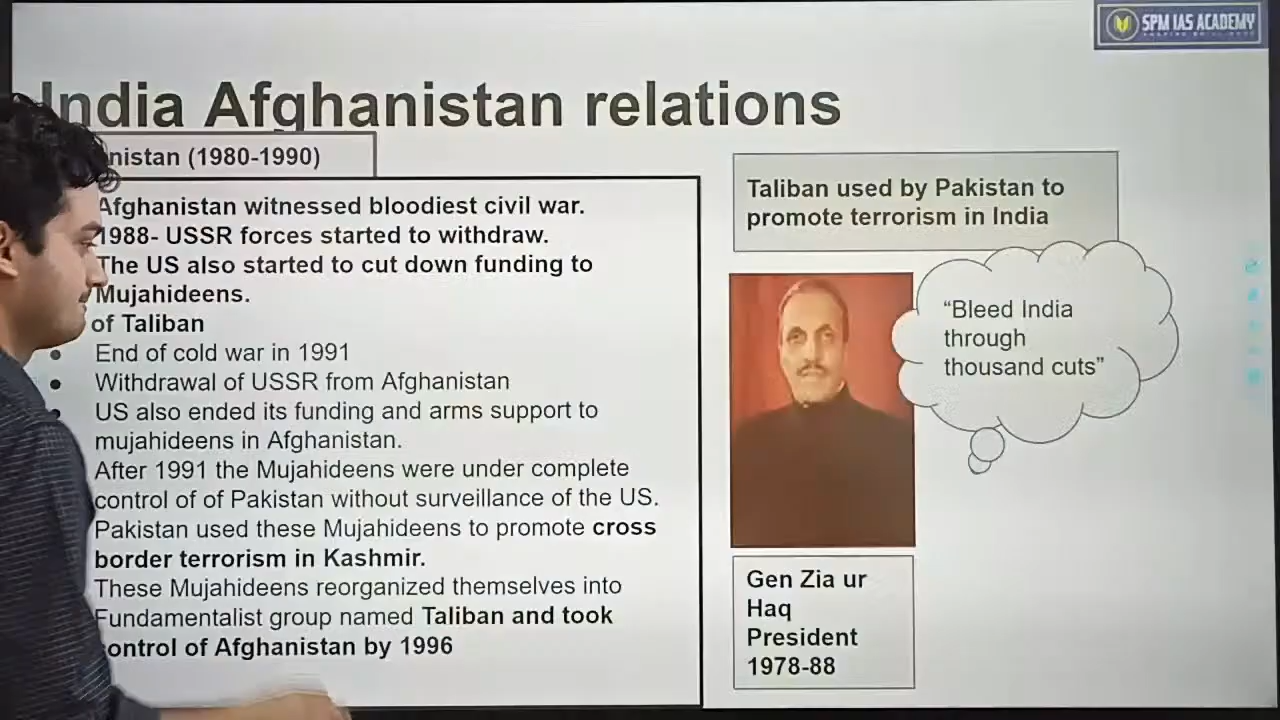 SPM IAS ACADEMY
India Afghanistan relations
nistan (1980-1990)
Afghanistan witnessed bloodiest civil war.
1988- USSR forces started to withdraw.
The US also started to cut down funding to
Mujahideens.
of Taliban
End of cold war in 1991
Withdrawal of USSR from Afghanistan
US also ended its funding and arms support to
mujahideens in Afghanistan.
After 1991 the Mujahideens were under complete
control of of Pakistan without surveillance of the US.
Pakistan used these Mujahideens to promote cross
border terrorism in Kashmir.
These Mujahideens reorganized themselves into
Fundamentalist group named Taliban and took
control of Afghanistan by 1996
Taliban used by Pakistan to
promote terrorism in India
“Bleed India
through
thousand cuts”
Gen Zia ur
Haq
President
1978-88